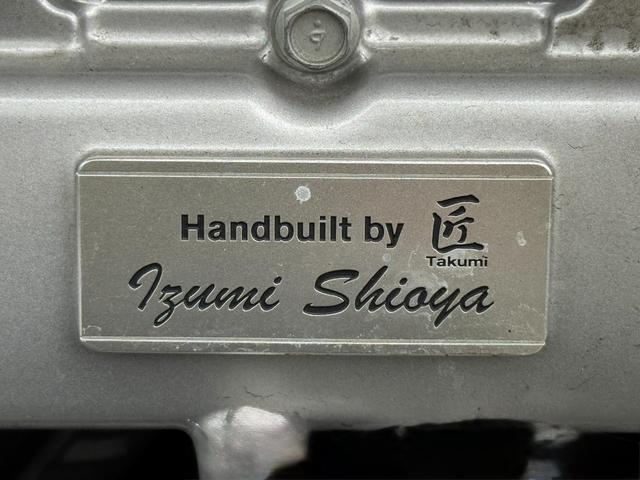 Handbuilt by 匠
Takumi
Izumi Shioya